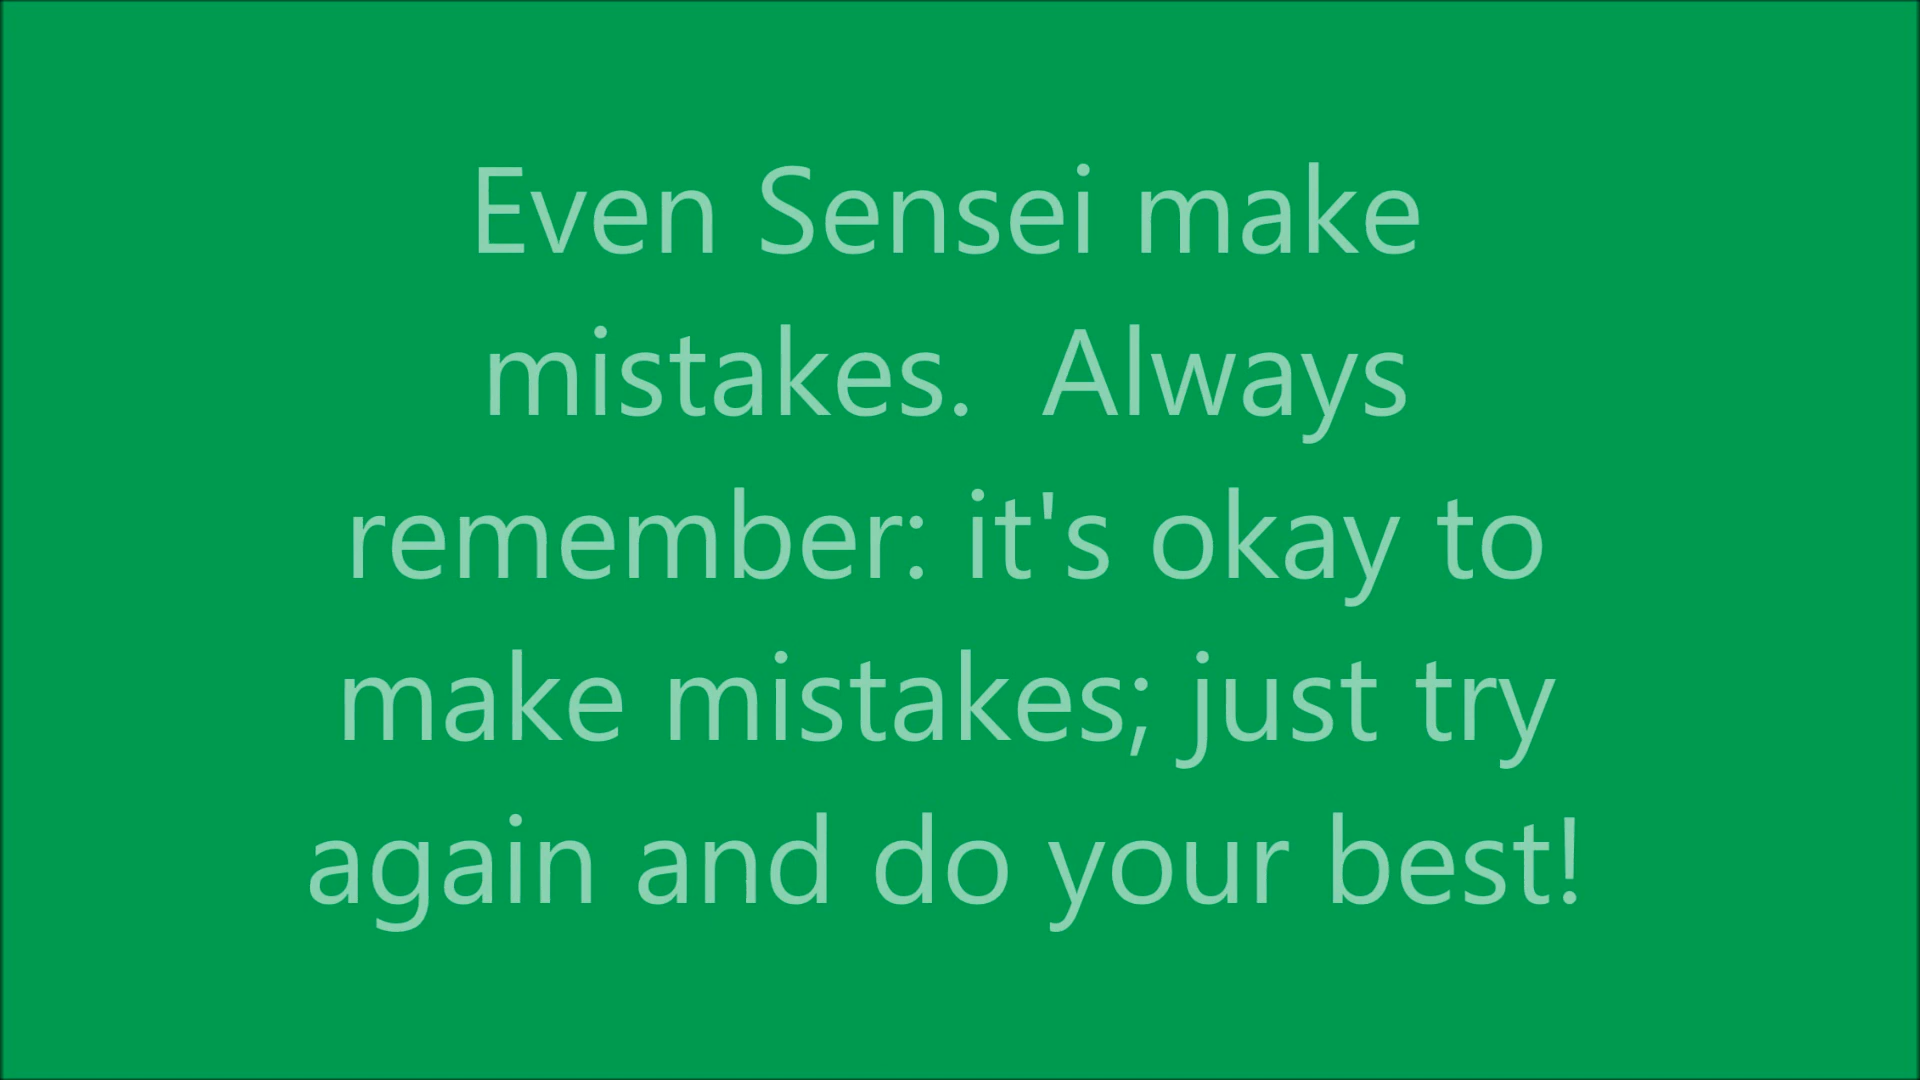 Even Sensei make
mistakes.  Always
remember: it's okay to
make mistakes; just try
again and do your best!